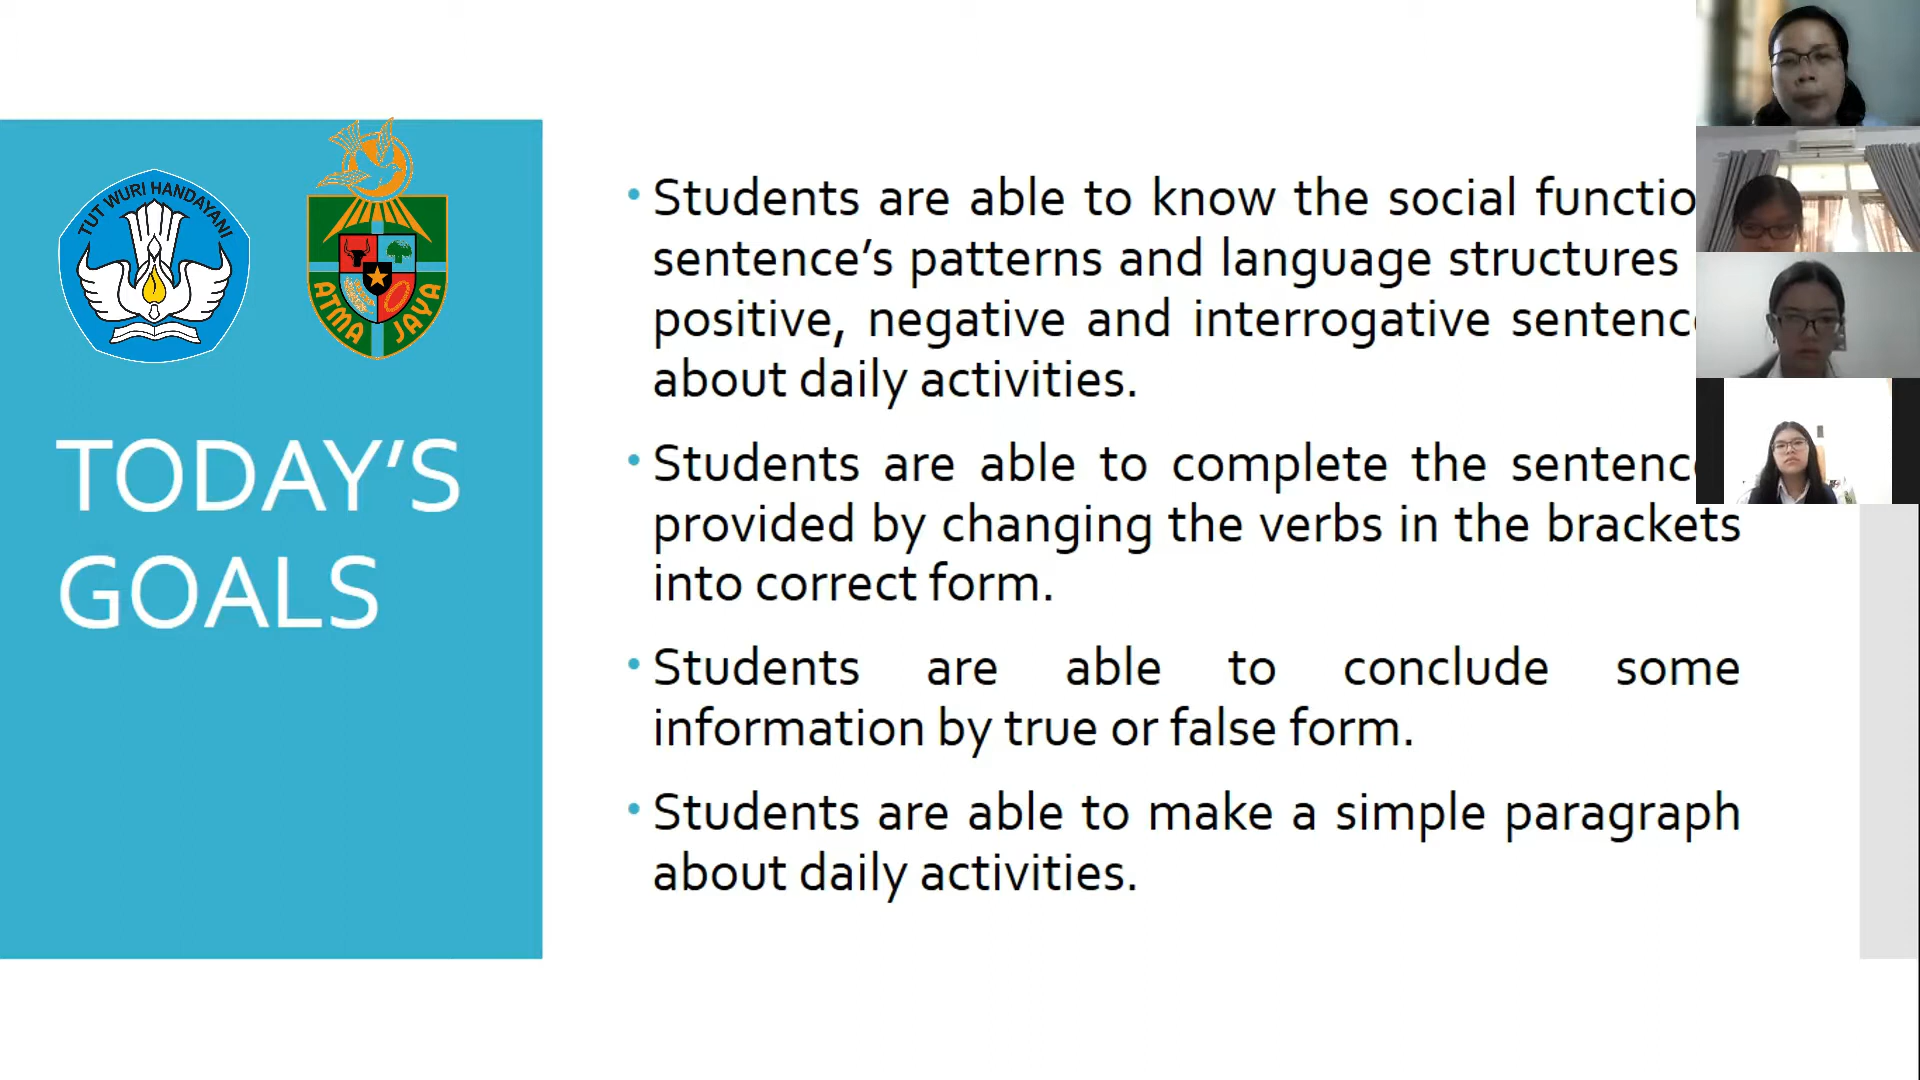 TUT WURI HANDAYANI
ATMA JAYA
TODAY’S
GOALS
• Students are able to know the social
sentence’s patterns and language structures
positive, negative and interrogative
about daily activities.
• Students are able to complete the
provided by changing the verbs in the brackets
into correct form.
• Students are able to conclude some
information by true or false form.
• Students are able to make a simple paragraph
about daily activities.